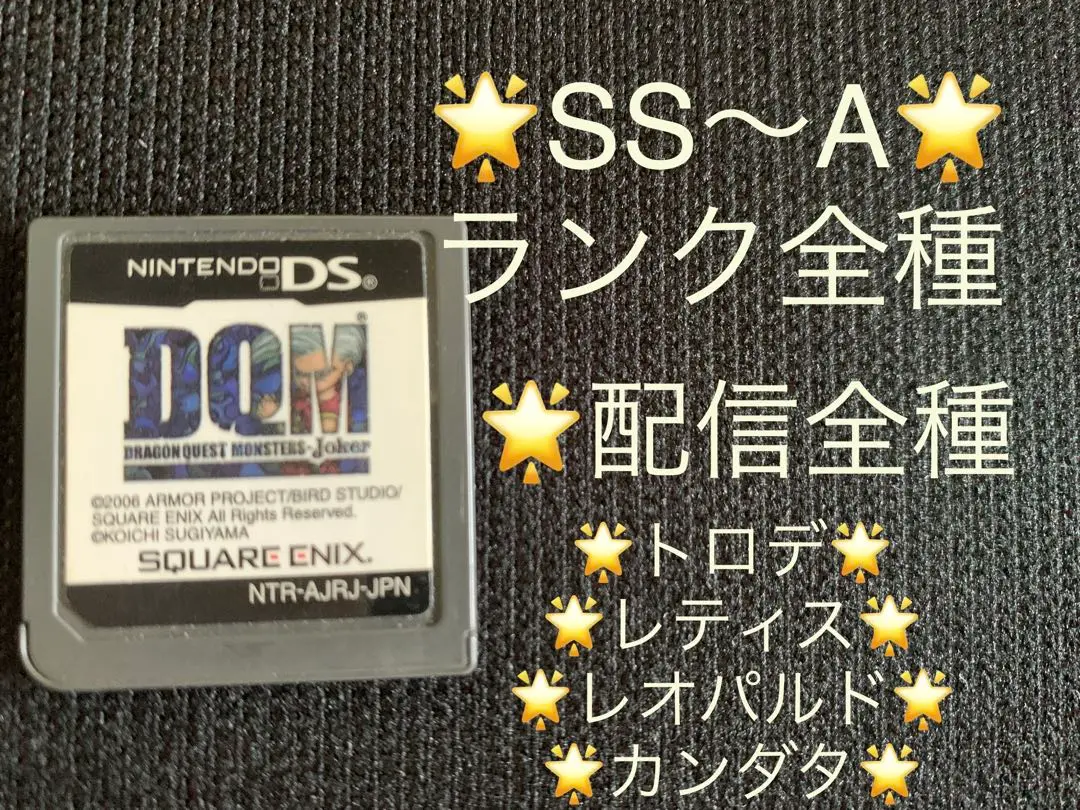 🌟SS〜A🌟
ランク全種
🌟配信全種
🌟トロデ🌟
🌟レティス🌟
🌟レオパルド🌟
🌟カンダタ🌟
NINTENDO DS®
DQM®
DRAGON QUEST MONSTERS-Joker
©2006 ARMOR PROJECT/BIRD STUDIO/
SQUARE ENIX All Rights Reserved.
©KOICHI SUGIYAMA
SQUARE ENIX.
NTR-AJRJ-JPN